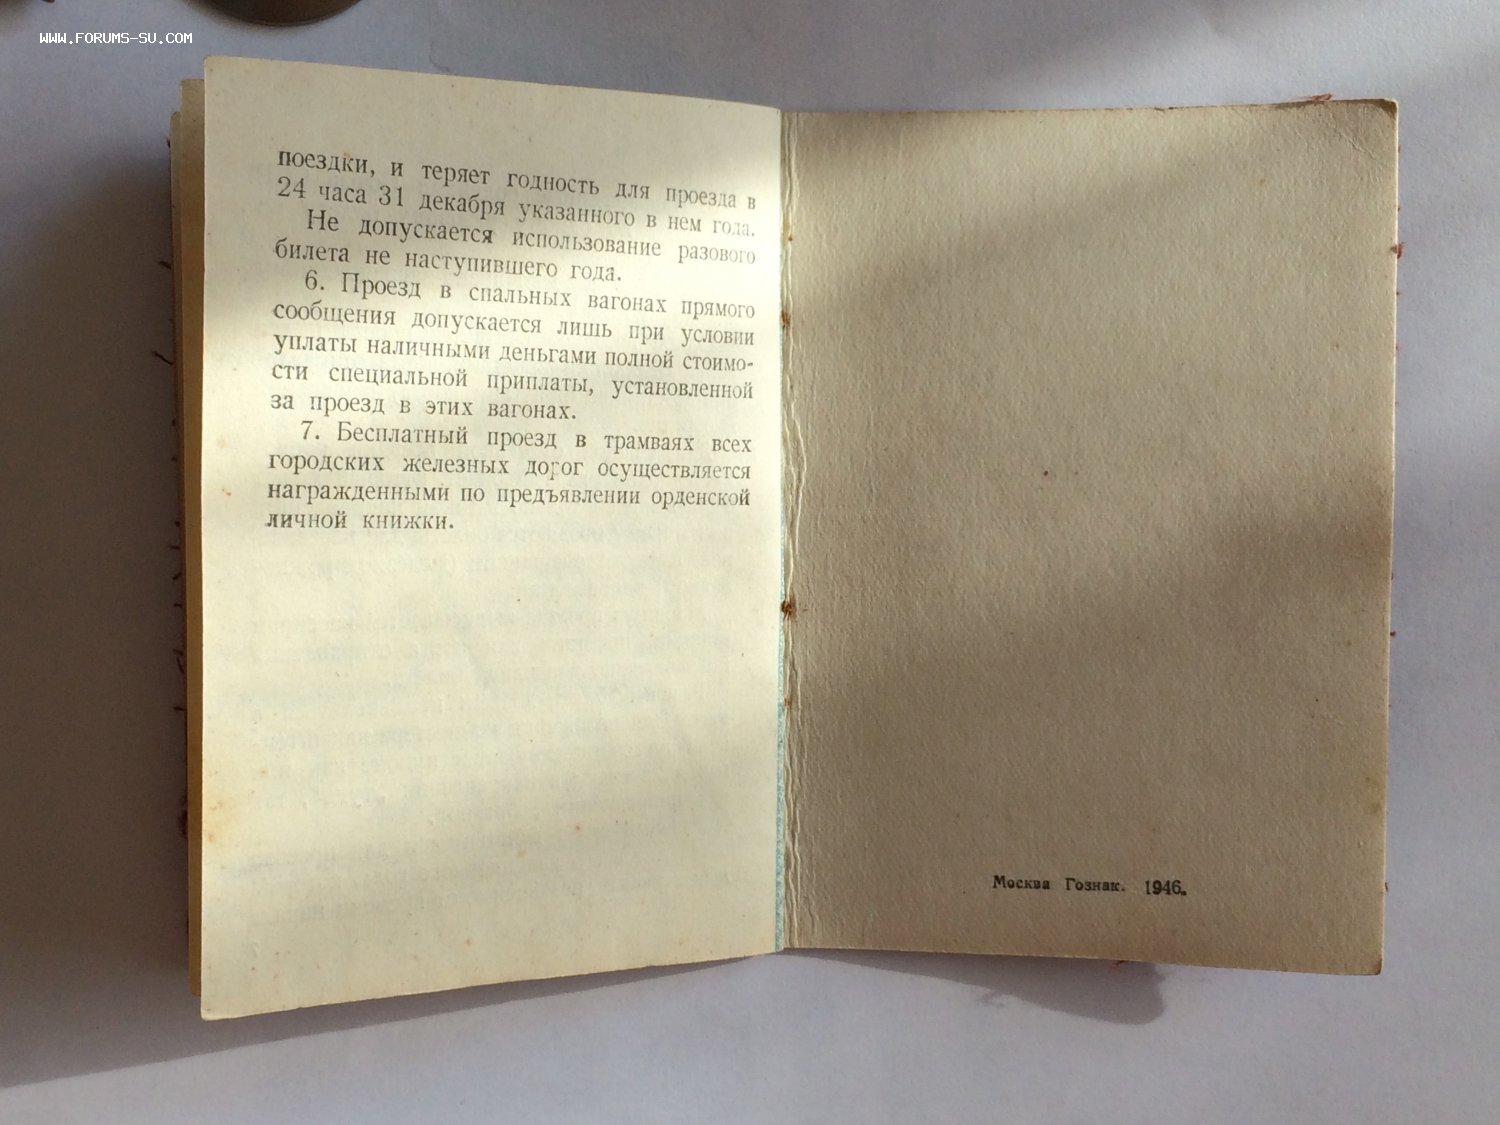 WWW.FORUMS-SU.COM
поездки, и теряет годность для проезда в
24 часа 31 декабря указанного в нем года.
Не допускается использование разового
билета не наступившего года.
6. Проезд в спальных вагонах прямого
сообщения допускается лишь при условии
уплаты наличными деньгами полной стоимо-
сти специальной приплаты, установленной
за проезд в этих вагонах.
7. Бесплатный проезд в трамваях всех
городских железных дорог осуществляется
награжденными по предъявлении орденской
личной книжки.
Москва Гознак. 1946.